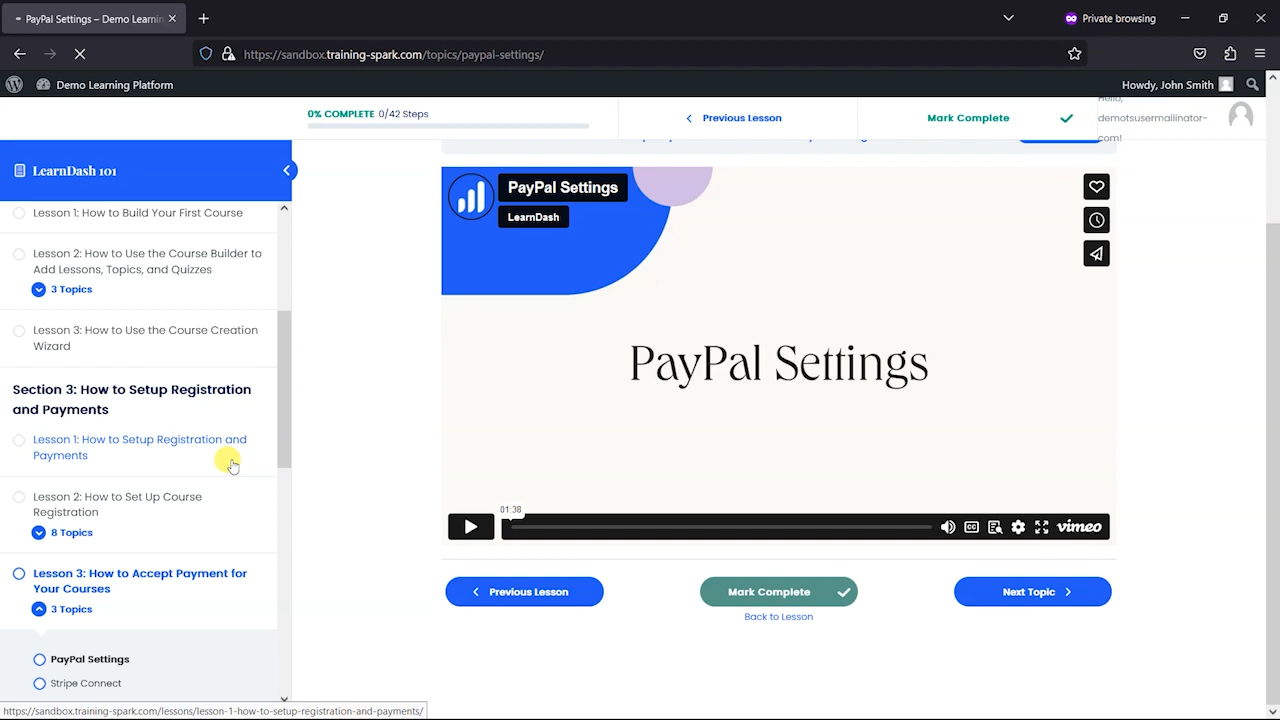 PayPal Settings – Demo Learnin
Private browsing
https://sandbox.training-spark.com/topics/paypal-settings/
Demo Learning Platform
Howdy, John Smith
0% COMPLETE 0/42 Steps
Previous Lesson
Mark Complete
Hello,
demotsusermailinator-
com!
LearnDash 101
Lesson 1: How to Build Your First Course
Lesson 2: How to Use the Course Builder to
Add Lessons, Topics, and Quizzes
3 Topics
Lesson 3: How to Use the Course Creation
Wizard
Section 3: How to Setup Registration
and Payments
Lesson 1: How to Setup Registration and
Payments
Lesson 2: How to Set Up Course
Registration
8 Topics
Lesson 3: How to Accept Payment for
Your Courses
3 Topics
PayPal Settings
Stripe Connect
PayPal Settings
LearnDash
PayPal Settings
01:38
CC
vimeo
Previous Lesson
Mark Complete
Next Topic
Back to Lesson
https://sandbox.training-spark.com/lessons/lesson-1-how-to-setup-registration-and-payments/